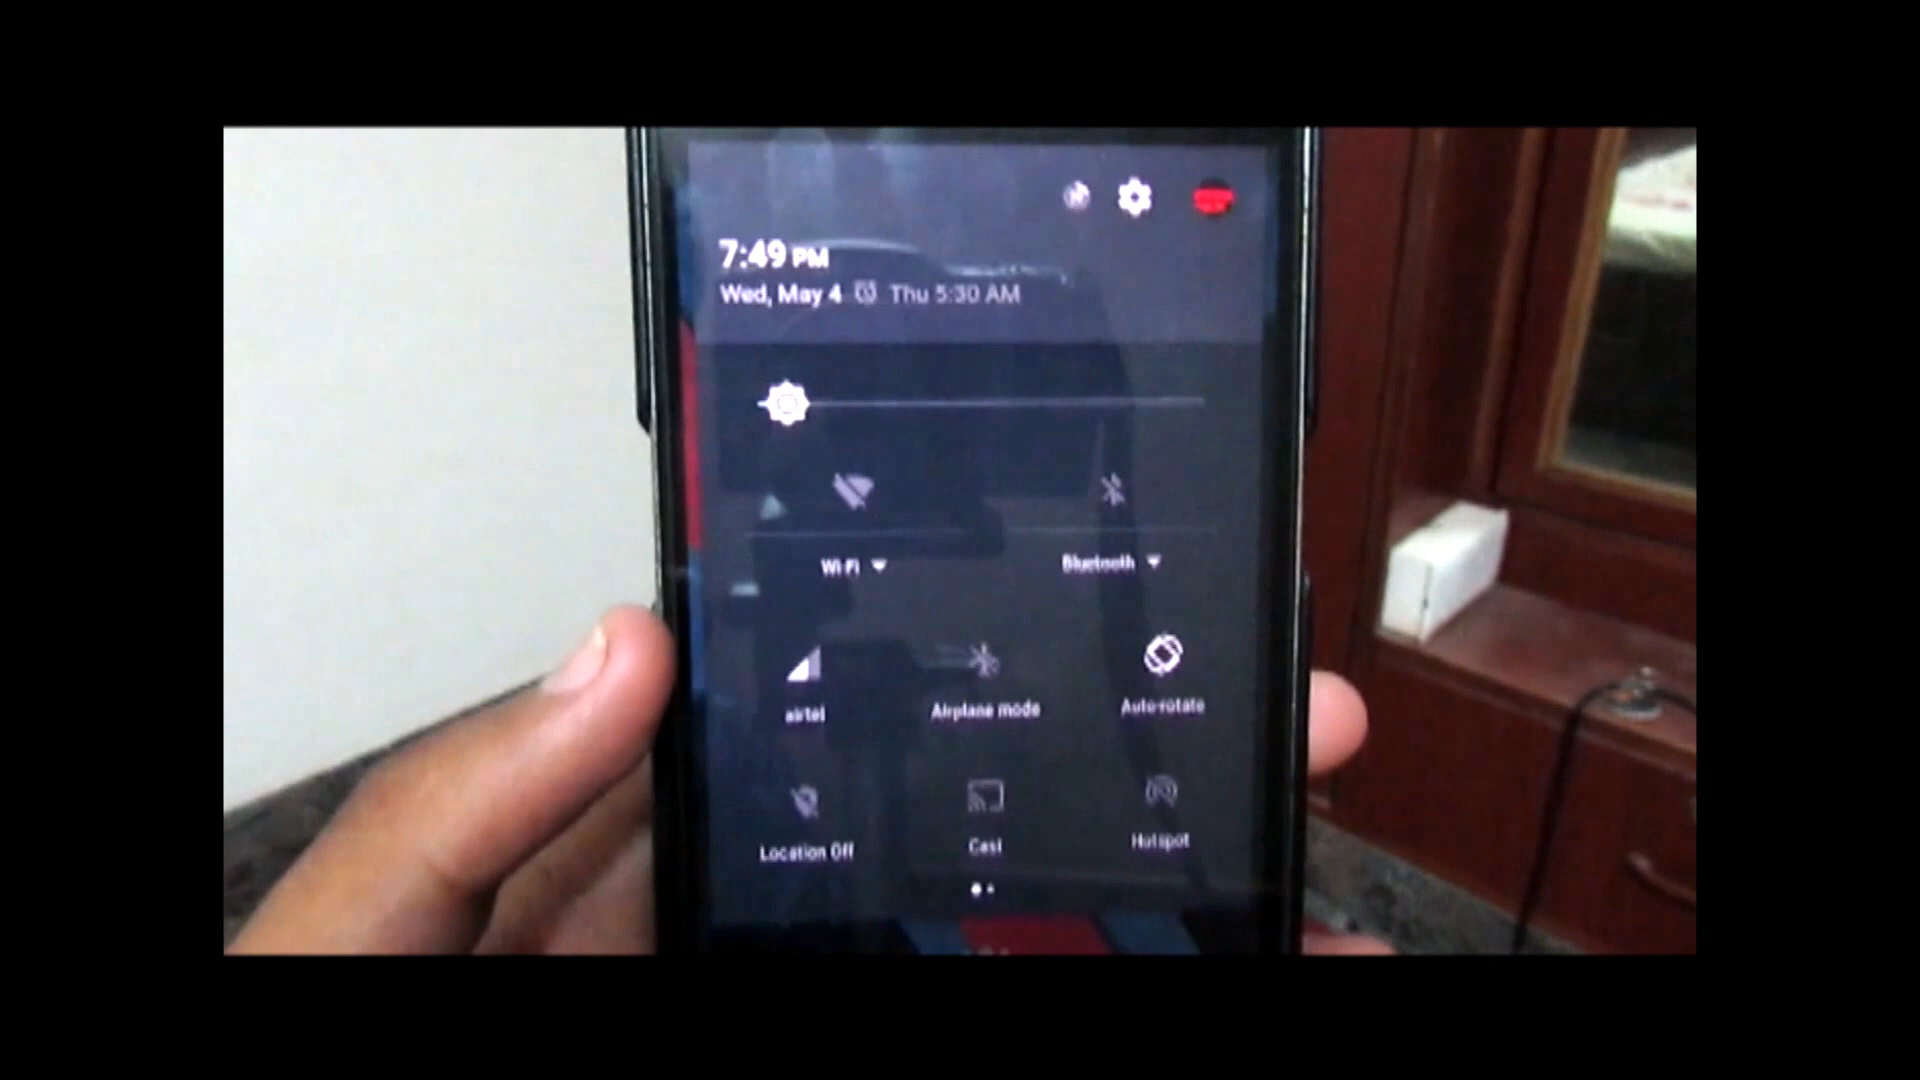 7:49 PM
Wed, May 4 Thu 5:30 AM
Wi-Fi Bluetooth
airtel Airplane mode Auto-rotate
Location Off Cast Hotspot